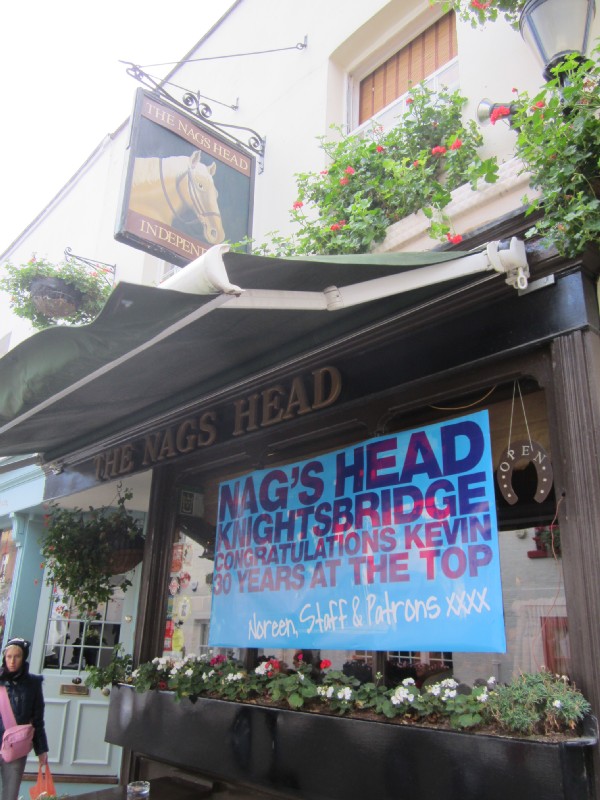 THE NAGS HEAD
INDEPEN
THE NAGS HEAD
OPEN
NAG'S HEAD
KNIGHTSBRIDGE
CONGRATULATIONS KEVIN
30 YEARS AT THE TOP
Noreen, Staff & Patrons xxxx